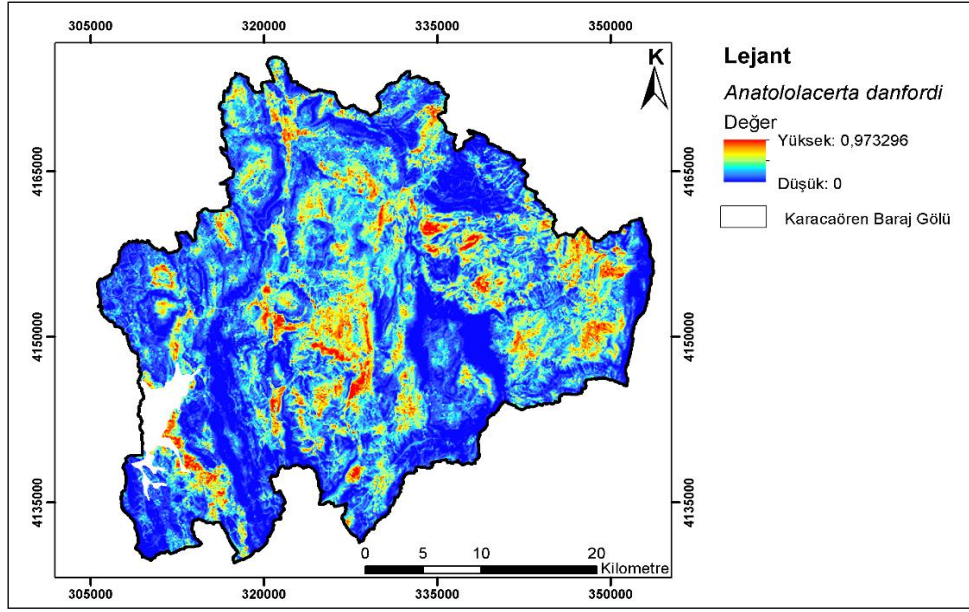 305000 320000 335000 350000
K
Lejant
Anatololacerta danfordi
Değer
Yüksek: 0,973296
Düşük: 0
Karacaören Baraj Gölü
4165000 4165000
4150000 4150000
4135000 4135000
0 5 10 20
Kilometre
305000 320000 335000 350000